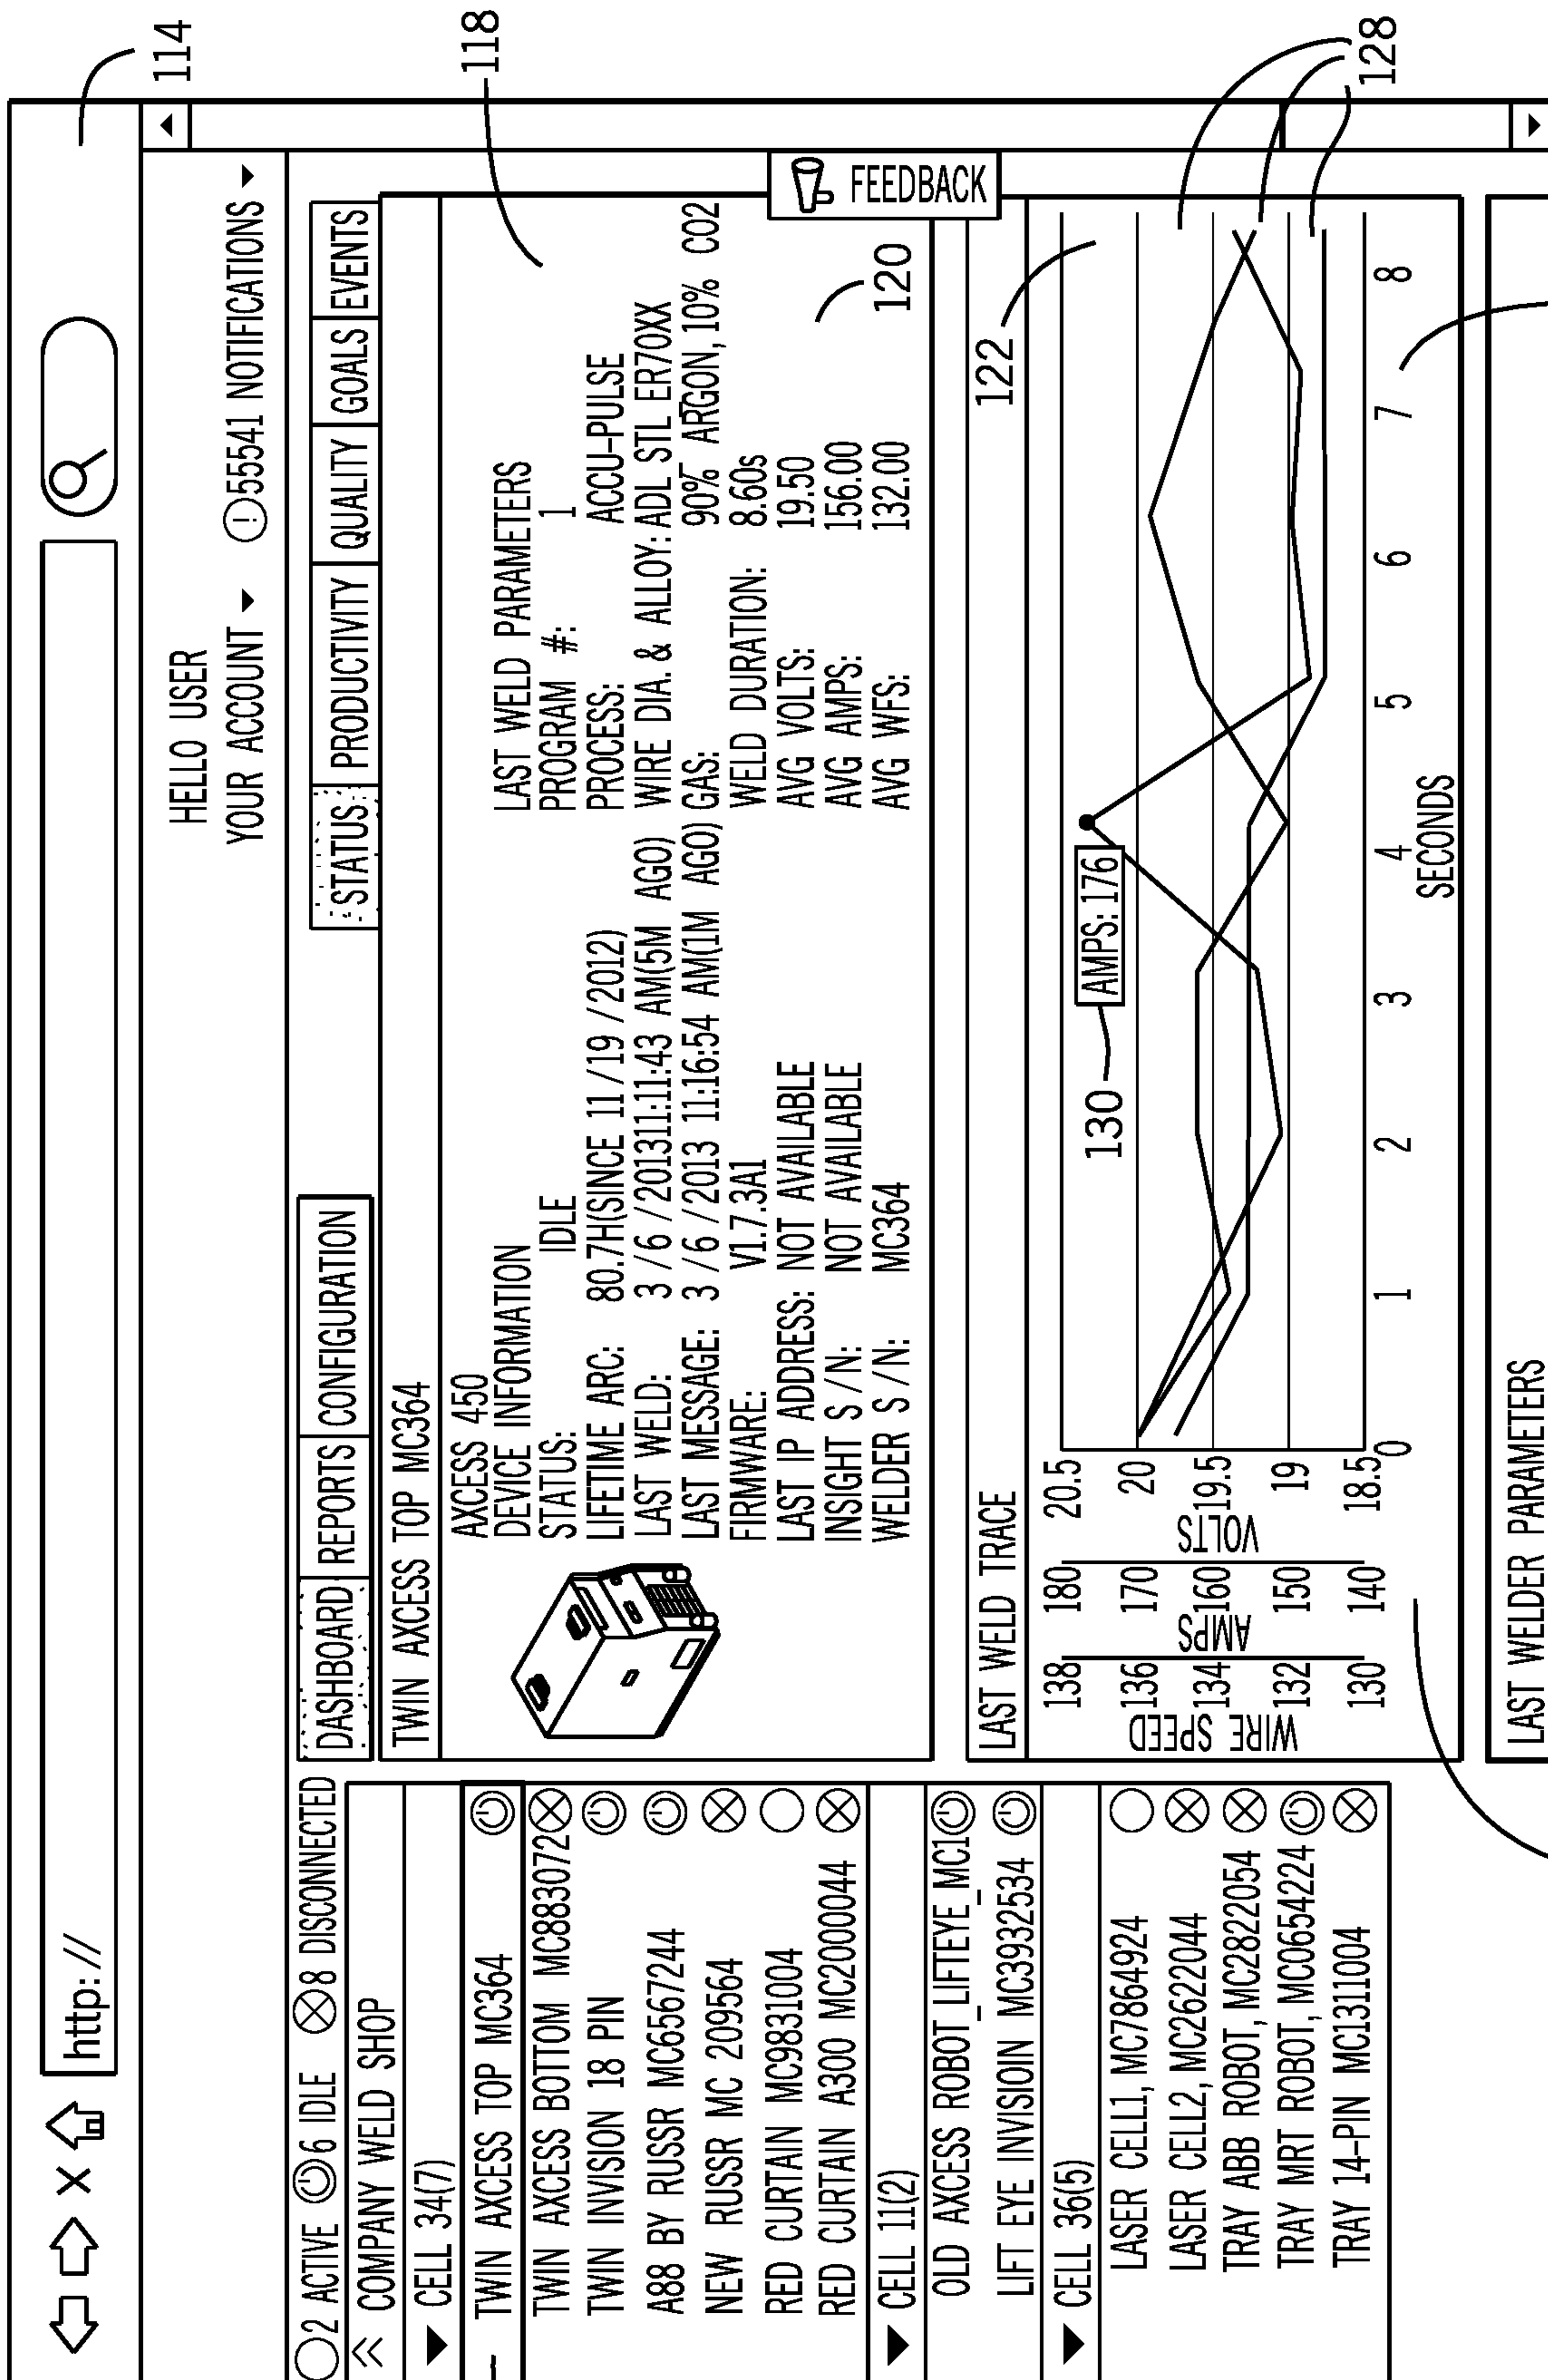 114
http://
HELLO USER
YOUR ACCOUNT
! 55541 NOTIFICATIONS
2 ACTIVE 6 IDLE 8 DISCONNECTED
DASHBOARD REPORTS CONFIGURATION
STATUS PRODUCTIVITY QUALITY GOALS EVENTS
COMPANY WELD SHOP
CELL 34(7)
TWIN AXCESS TOP MC364
TWIN AXCESS BOTTOM MC883072
TWIN INVISION 18 PIN
A88 BY RUSSR MC6567244
NEW RUSSR MC 209564
RED CURTAIN MC9831004
RED CURTAIN A300 MC2000044
CELL 11(2)
OLD AXCESS ROBOT_LIFTEYE_MC1
LIFT EYE INVISIOIN MC3932534
CELL 36(5)
LASER CELL1, MC7864924
LASER CELL2, MC2622044
TRAY ABB ROBOT, MC2822054
TRAY MRT ROBOT, MC0654224
TRAY 14-PIN MC1311004
TWIN AXCESS TOP MC364
118
AXCESS 450
DEVICE INFORMATION
STATUS: IDLE
LIFETIME ARC: 80.7H(SINCE 11 /19 /2012)
LAST WELD: 3 /6 /201311:11:43 AM(5M AGO)
LAST MESSAGE: 3 /6 /2013 11:16:54 AM(1M AGO)
FIRMWARE: V1.7.3A1
LAST IP ADDRESS: NOT AVAILABLE
INSIGHT S /N: NOT AVAILABLE
WELDER S /N: MC364
LAST WELD PARAMETERS
PROGRAM #: 1
PROCESS: ACCU-PULSE
WIRE DIA. & ALLOY: ADL STL ER70XX
GAS: 90% ARGON, 10% CO2
WELD DURATION: 8.60s
AVG VOLTS: 19.50
AVG AMPS: 156.00
AVG WFS: 132.00
120
FEEDBACK
LAST WELD TRACE
122
WIRE SPEED
138
136
134
132
130
AMPS
180
170
160
150
140
VOLTS
20.5
20
19.5
19
18.5
130
AMPS: 176
128
0 1 2 3 4 5 6 7 8
SECONDS
LAST WELDER PARAMETERS